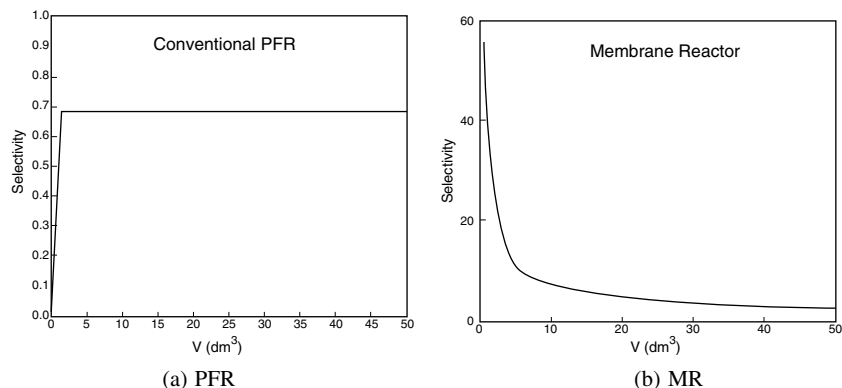 Conventional PFR
Selectivity
1.0
0.9
0.8
0.7
0.6
0.5
0.4
0.3
0.2
0.1
0.0
0 5 10 15 20 25 30 35 40 45 50
V (dm³)
(a) PFR
Membrane Reactor
Selectivity
60
40
20
0
0 10 20 30 40 50
V (dm³)
(b) MR